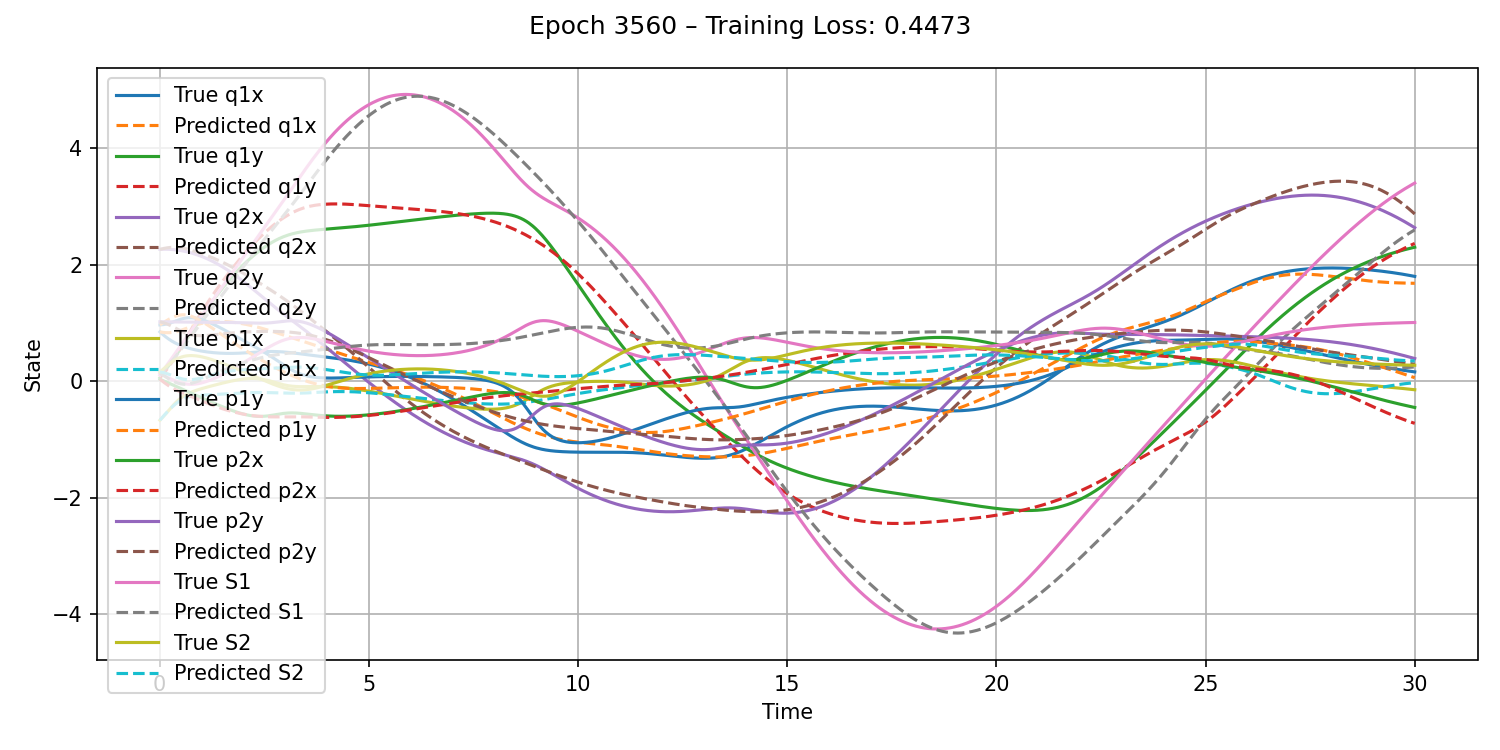 Epoch 3560 – Training Loss: 0.4473
True q1x
Predicted q1x
True q1y
Predicted q1y
True q2x
Predicted q2x
True q2y
Predicted q2y
True p1x
Predicted p1x
True p1y
Predicted p1y
True p2x
Predicted p2x
True p2y
Predicted p2y
True S1
Predicted S1
True S2
Predicted S2
State
4
2
0
−2
−4
0 5 10 15 20 25 30
Time